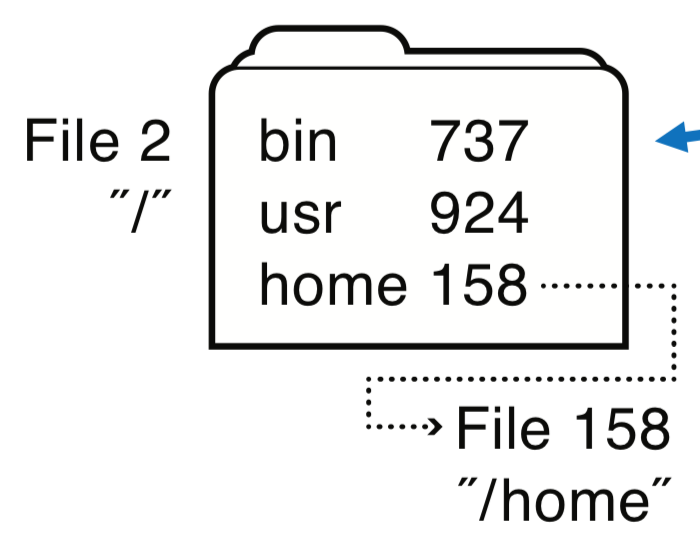 File 2
"/"
bin 737
usr 924
home 158
File 158
"/home"